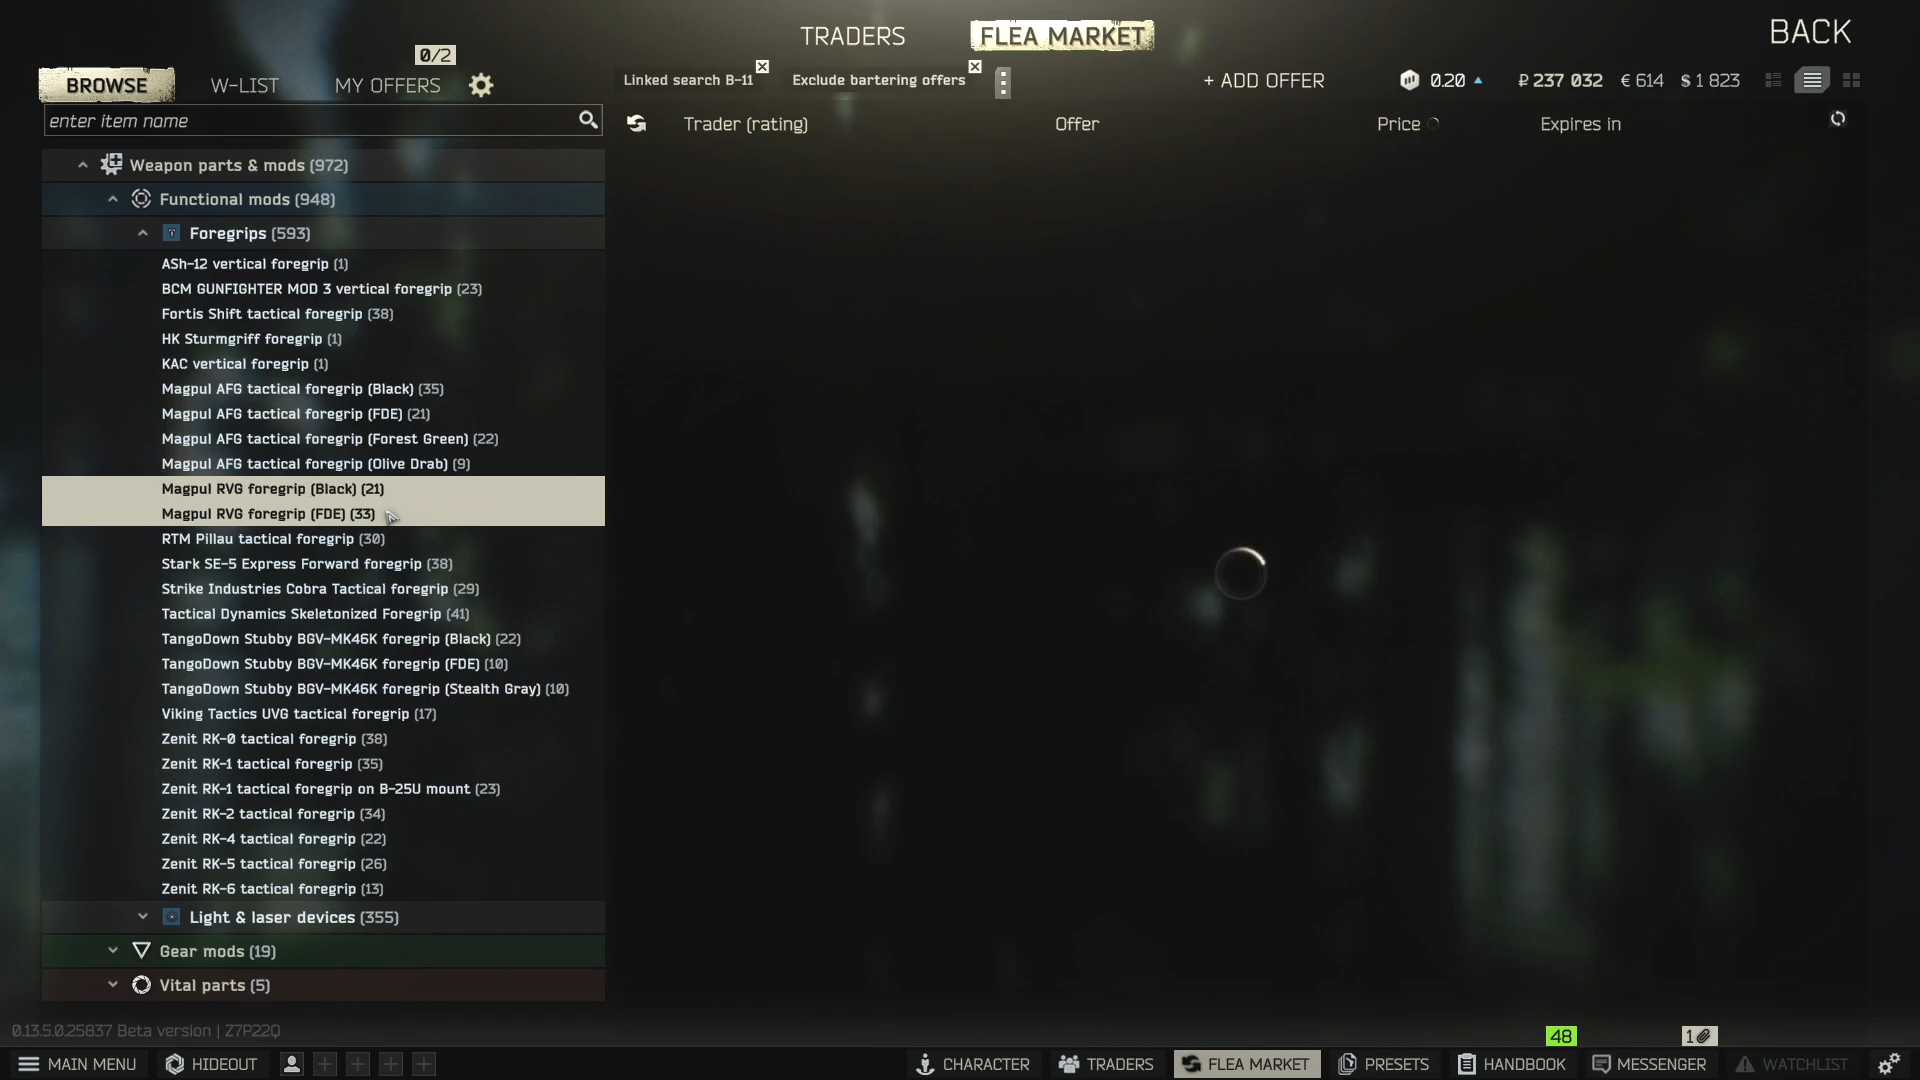 TRADERS
FLEA MARKET
BACK
0/2
BROWSE
W-LIST
MY OFFERS
Linked search B-11
Exclude bartering offers
+ ADD OFFER
0.20
₽ 237 032
€ 614
$ 1 823
enter item name
Trader (rating)
Offer
Price
Expires in
Weapon parts & mods (972)
Functional mods (948)
Foregrips (593)
ASh-12 vertical foregrip (1)
BCM GUNFIGHTER MOD 3 vertical foregrip (23)
Fortis Shift tactical foregrip (38)
HK Sturmgriff foregrip (1)
KAC vertical foregrip (1)
Magpul AFG tactical foregrip (Black) (35)
Magpul AFG tactical foregrip (FDE) (21)
Magpul AFG tactical foregrip (Forest Green) (22)
Magpul AFG tactical foregrip (Olive Drab) (9)
Magpul RVG foregrip (Black) (21)
Magpul RVG foregrip (FDE) (33)
RTM Pillau tactical foregrip (30)
Stark SE-5 Express Forward foregrip (38)
Strike Industries Cobra Tactical foregrip (29)
Tactical Dynamics Skeletonized Foregrip (41)
TangoDown Stubby BGV-MK46K foregrip (Black) (22)
TangoDown Stubby BGV-MK46K foregrip (FDE) (10)
TangoDown Stubby BGV-MK46K foregrip (Stealth Gray) (10)
Viking Tactics UVG tactical foregrip (17)
Zenit RK-0 tactical foregrip (38)
Zenit RK-1 tactical foregrip (35)
Zenit RK-1 tactical foregrip on B-25U mount (23)
Zenit RK-2 tactical foregrip (34)
Zenit RK-4 tactical foregrip (22)
Zenit RK-5 tactical foregrip (26)
Zenit RK-6 tactical foregrip (13)
Light & laser devices (355)
Gear mods (19)
Vital parts (5)
0.13.5.0.25837 Beta version | Z7P22Q
48
1
MAIN MENU
HIDEOUT
CHARACTER
TRADERS
FLEA MARKET
PRESETS
HANDBOOK
MESSENGER
WATCHLIST